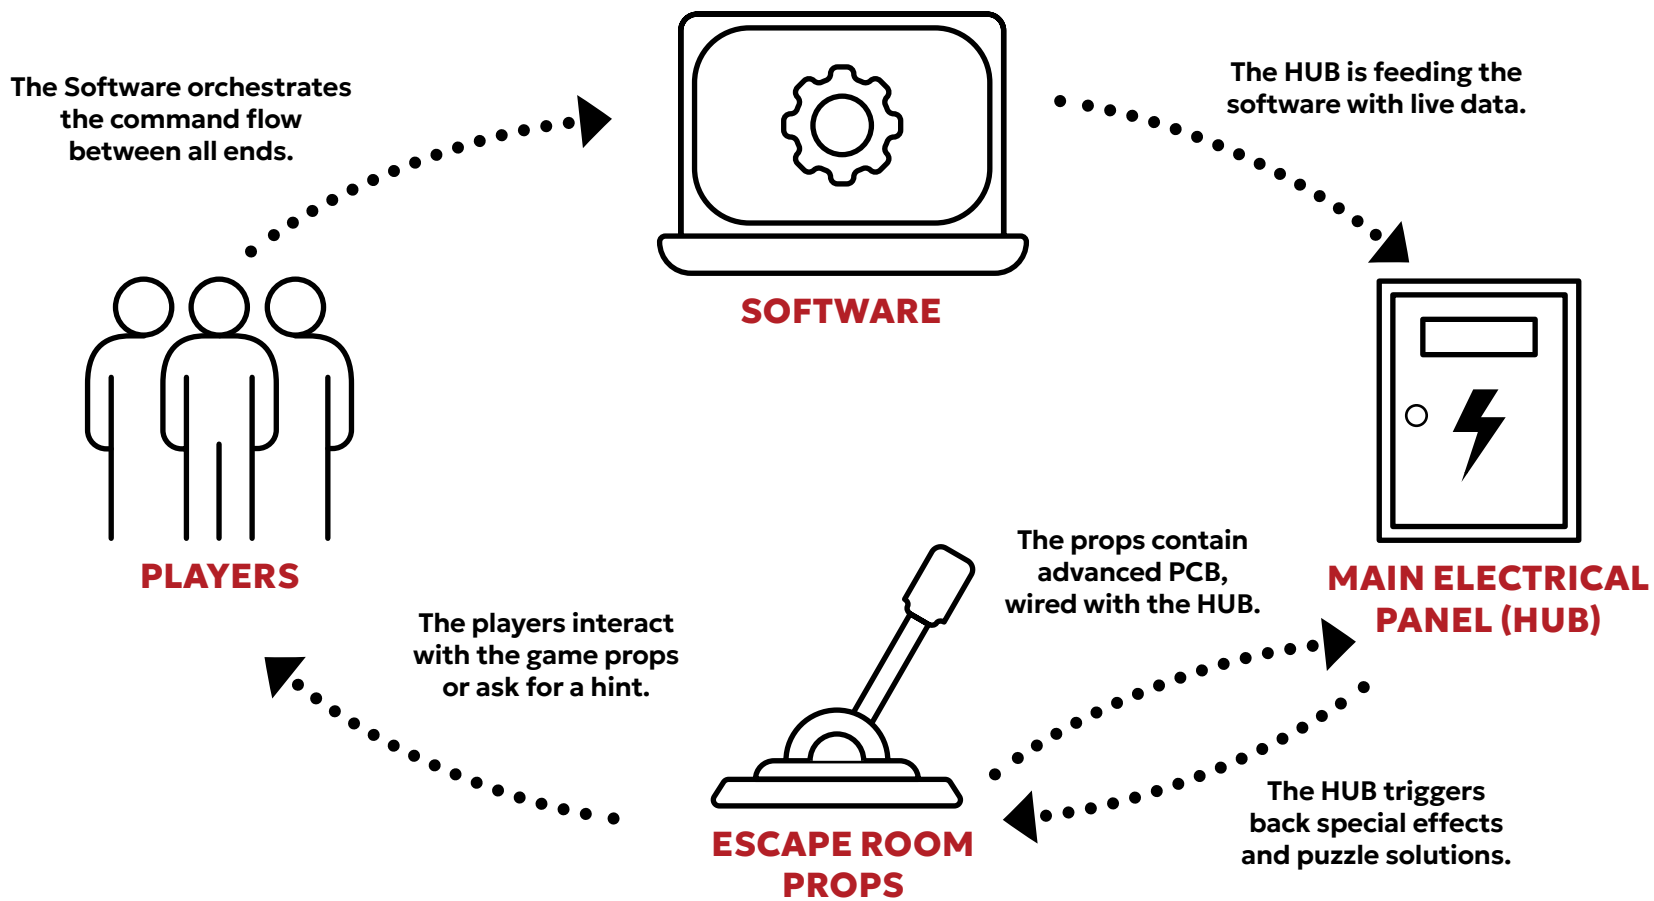 The Software orchestrates
the command flow
between all ends.
The HUB is feeding the
software with live data.
SOFTWARE
PLAYERS
MAIN ELECTRICAL
PANEL (HUB)
The props contain
advanced PCB,
wired with the HUB.
The players interact
with the game props
or ask for a hint.
The HUB triggers
back special effects
and puzzle solutions.
ESCAPE ROOM
PROPS